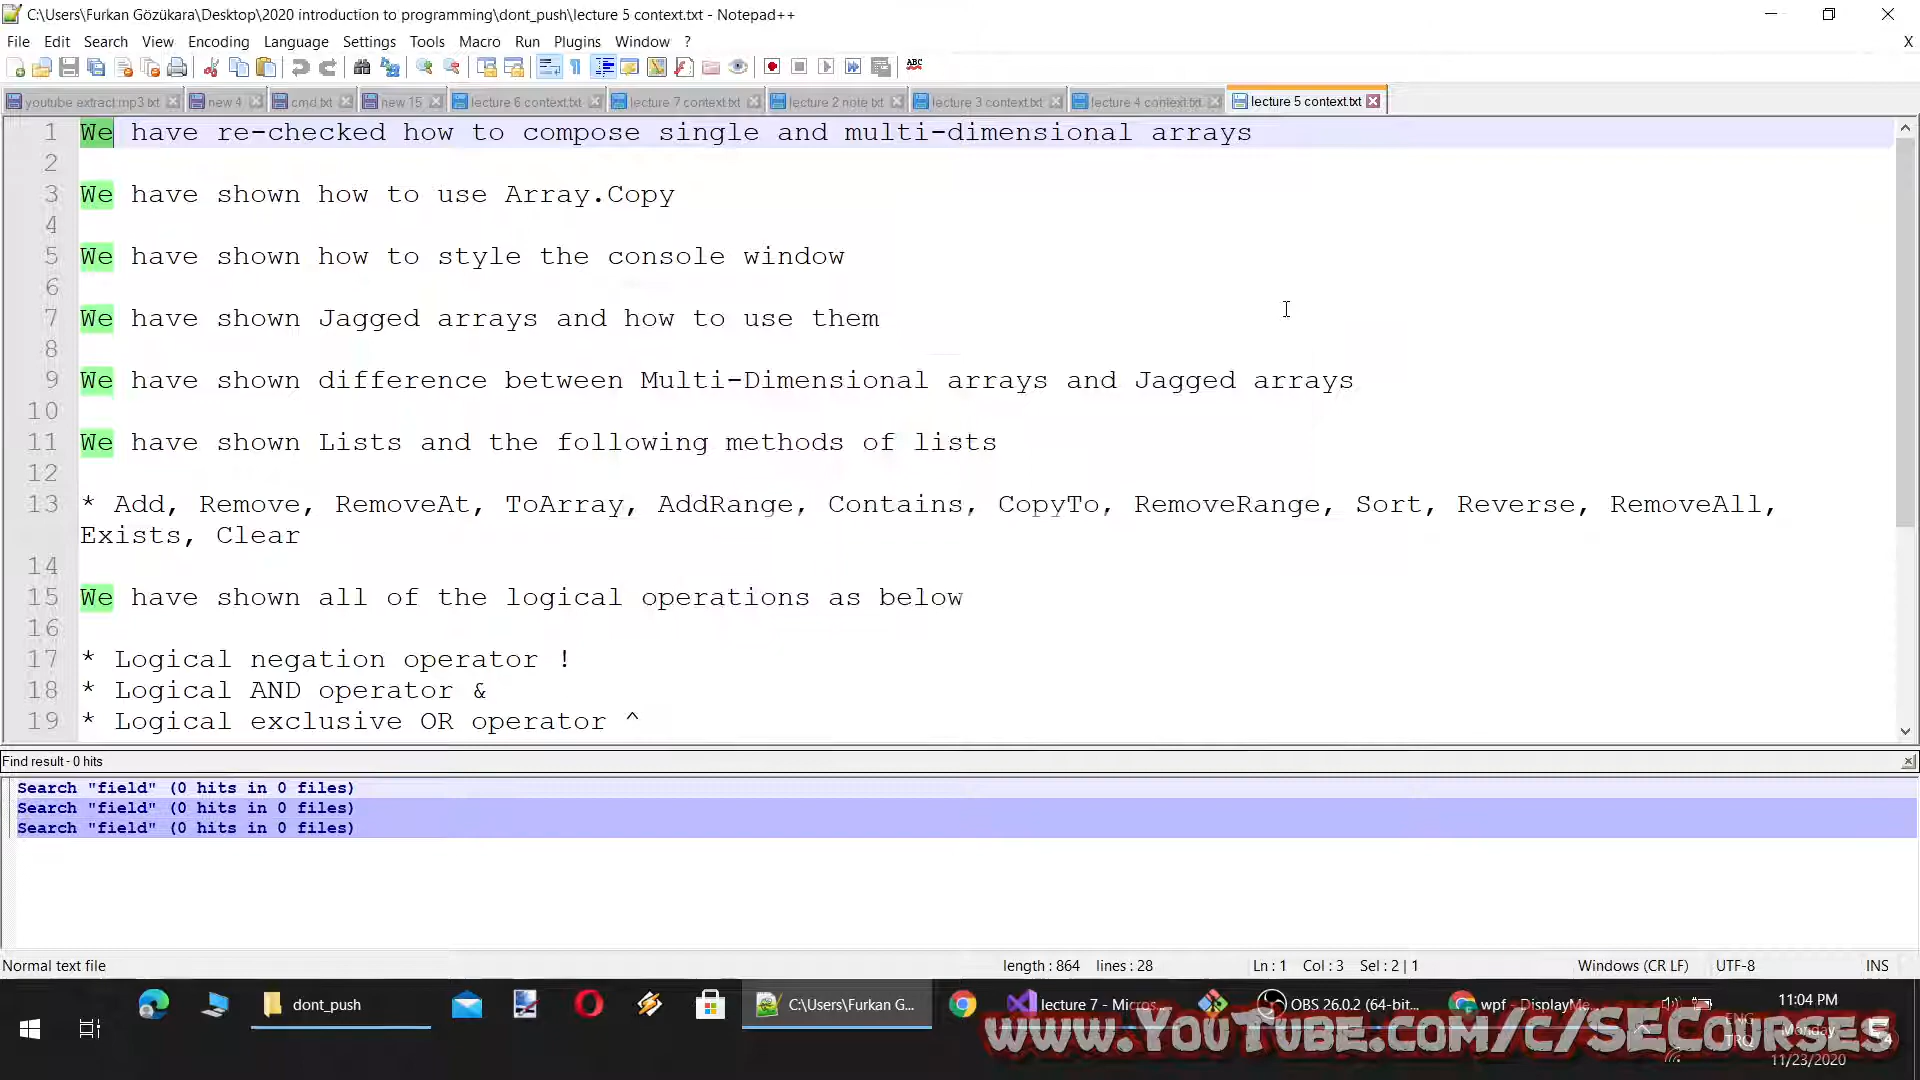 C:\Users\Furkan Gözükara\Desktop\2020 introduction to programming\dont_push\lecture 5 context.txt - Notepad++
File Edit Search View Encoding Language Settings Tools Macro Run Plugins Window ? X
youtube extract mp3 txt new 4 cmd txt new 15 lecture 6 context.txt lecture 7 context.txt lecture 2 note txt lecture 3 context.txt lecture 4 context.txt lecture 5 context.txt
1 We have re-checked how to compose single and multi-dimensional arrays
2
3 We have shown how to use Array.Copy
4
5 We have shown how to style the console window
6
7 We have shown Jagged arrays and how to use them
8
9 We have shown difference between Multi-Dimensional arrays and Jagged arrays
10
11 We have shown Lists and the following methods of lists
12
13 * Add, Remove, RemoveAt, ToArray, AddRange, Contains, CopyTo, RemoveRange, Sort, Reverse, RemoveAll,
Exists, Clear
14
15 We have shown all of the logical operations as below
16
17 * Logical negation operator !
18 * Logical AND operator &
19 * Logical exclusive OR operator ^
Find result - 0 hits
Search "field" (0 hits in 0 files)
Search "field" (0 hits in 0 files)
Search "field" (0 hits in 0 files)
Normal text file length : 864 lines : 28 Ln : 1 Col : 3 Sel : 2 | 1 Windows (CR LF) UTF-8 INS
dont_push C:\Users\Furkan G... lecture 7 - Micros... OBS 26.0.2 (64-bit... wpf - DisplayMe... 11:04 PM
www.YouTube.com/c/SECourses
ENG
TRQ
Monday
11/23/2020